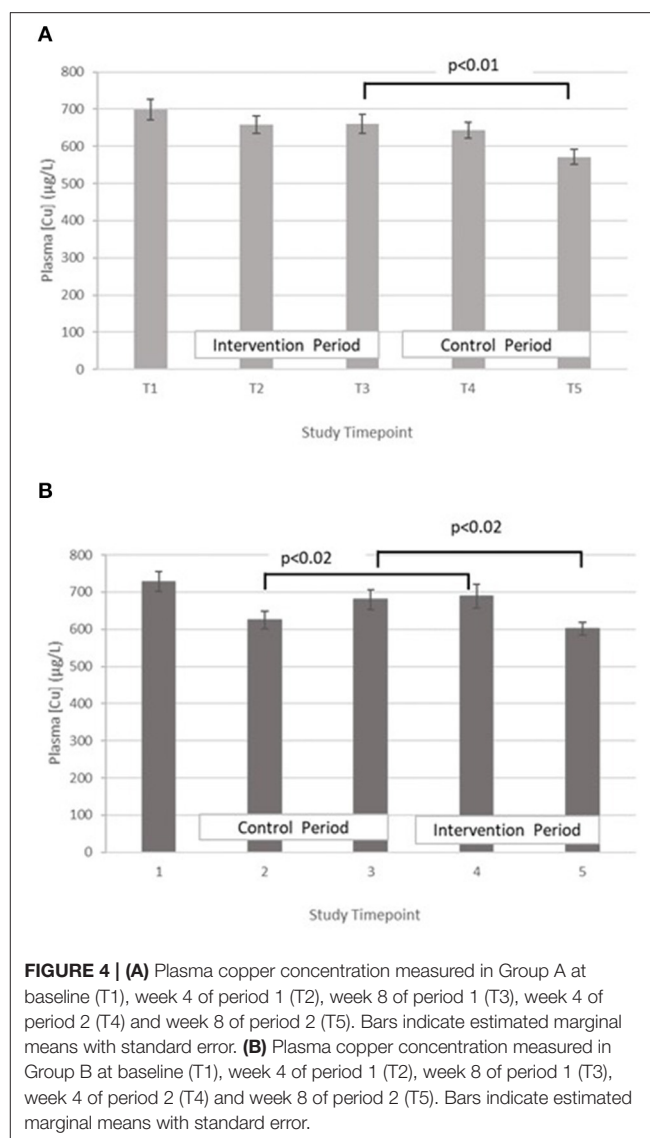 A
p<0.01
800
700
600
500
400
300
200
100
0
Plasma [Cu] (µg/L)
Intervention Period
Control Period
T1 T2 T3 T4 T5
Study Timepoint
B
p<0.02
p<0.02
800
700
600
500
400
300
200
100
0
Plasma [Cu] (µg/L)
Control Period
Intervention Period
1 2 3 4 5
Study Timepoint
FIGURE 4 | (A) Plasma copper concentration measured in Group A at
baseline (T1), week 4 of period 1 (T2), week 8 of period 1 (T3), week 4 of
period 2 (T4) and week 8 of period 2 (T5). Bars indicate estimated marginal
means with standard error. (B) Plasma copper concentration measured in
Group B at baseline (T1), week 4 of period 1 (T2), week 8 of period 1 (T3),
week 4 of period 2 (T4) and week 8 of period 2 (T5). Bars indicate estimated
marginal means with standard error.